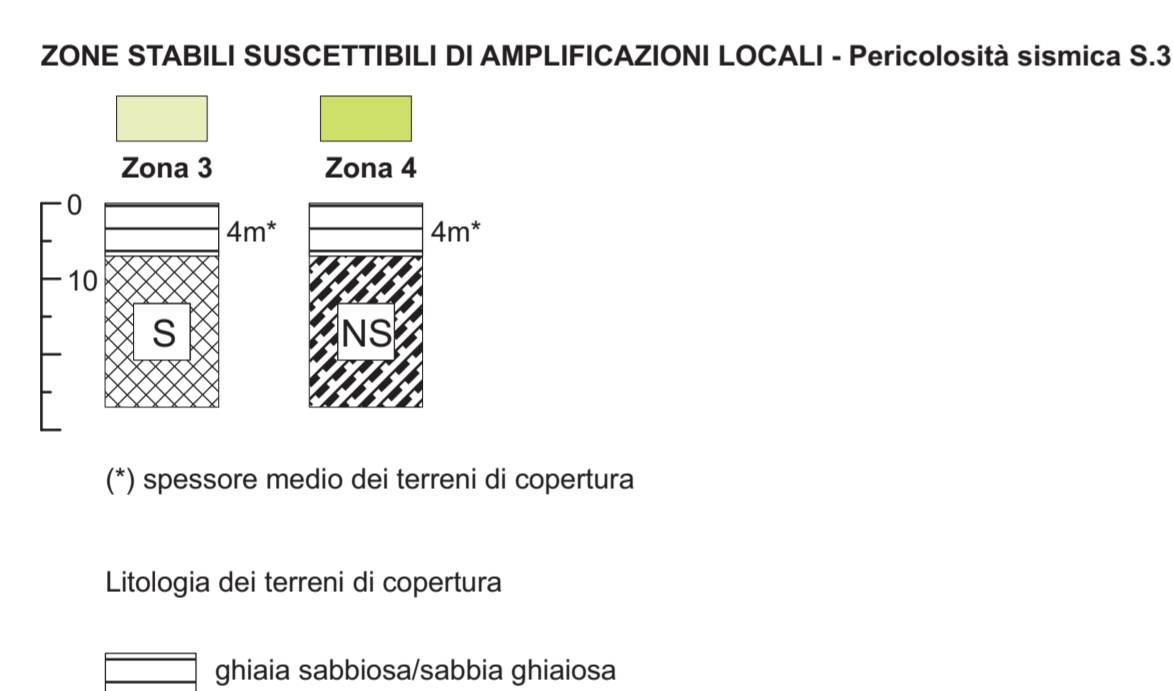 ZONE STABILI SUSCETTIBILI DI AMPLIFICAZIONI LOCALI - Pericolosità sismica S.3
Zona 3 Zona 4
0
4m* 4m*
10
S NS
(*) spessore medio dei terreni di copertura
Litologia dei terreni di copertura
ghiaia sabbiosa/sabbia ghiaiosa